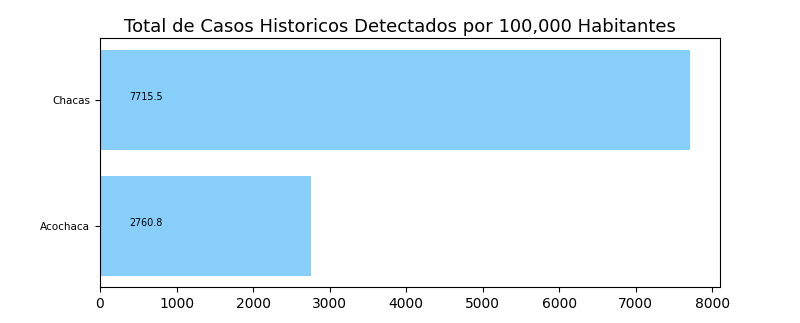 Total de Casos Historicos Detectados por 100,000 Habitantes
Chacas
7715.5
Acochaca
2760.8
0 1000 2000 3000 4000 5000 6000 7000 8000